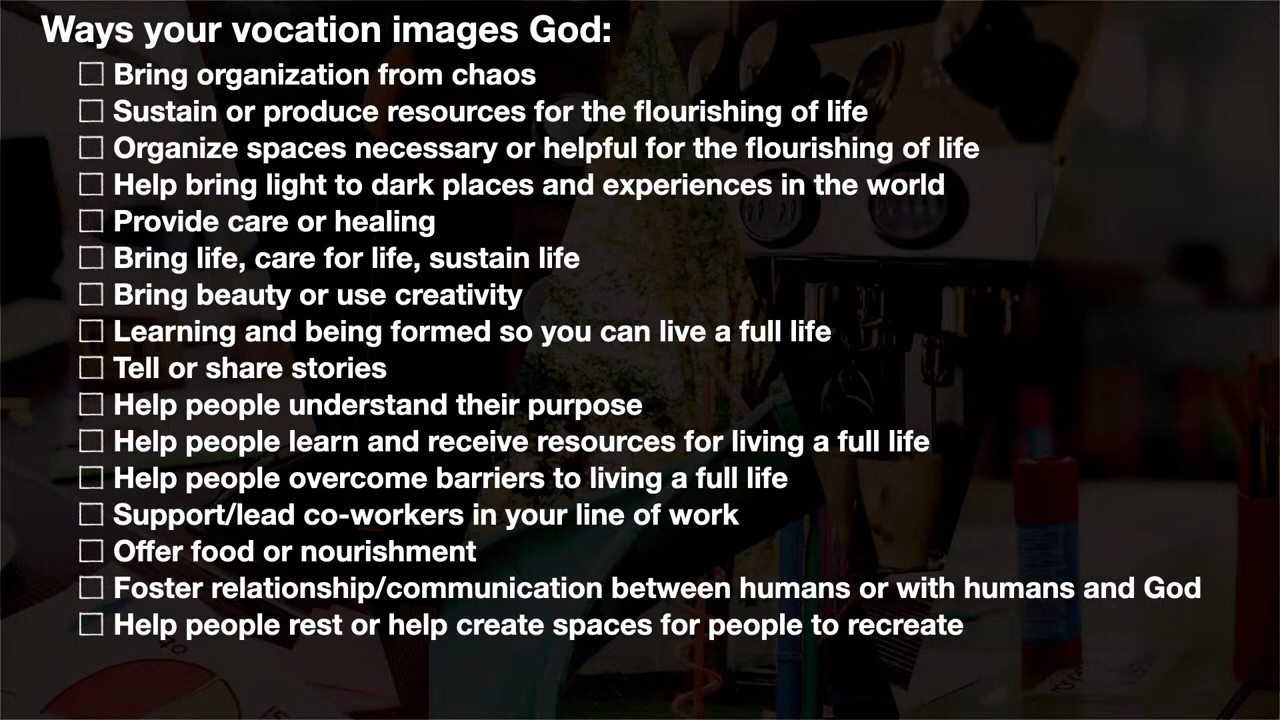 Ways your vocation images God:
☐ Bring organization from chaos
☐ Sustain or produce resources for the flourishing of life
☐ Organize spaces necessary or helpful for the flourishing of life
☐ Help bring light to dark places and experiences in the world
☐ Provide care or healing
☐ Bring life, care for life, sustain life
☐ Bring beauty or use creativity
☐ Learning and being formed so you can live a full life
☐ Tell or share stories
☐ Help people understand their purpose
☐ Help people learn and receive resources for living a full life
☐ Help people overcome barriers to living a full life
☐ Support/lead co-workers in your line of work
☐ Offer food or nourishment
☐ Foster relationship/communication between humans or with humans and God
☐ Help people rest or help create spaces for people to recreate